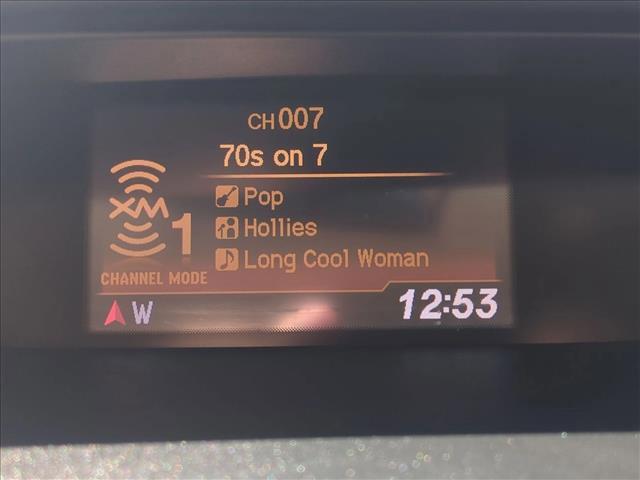 CH007
70s on 7
XM 1
Pop
Hollies
Long Cool Woman
CHANNEL MODE
W
12:53